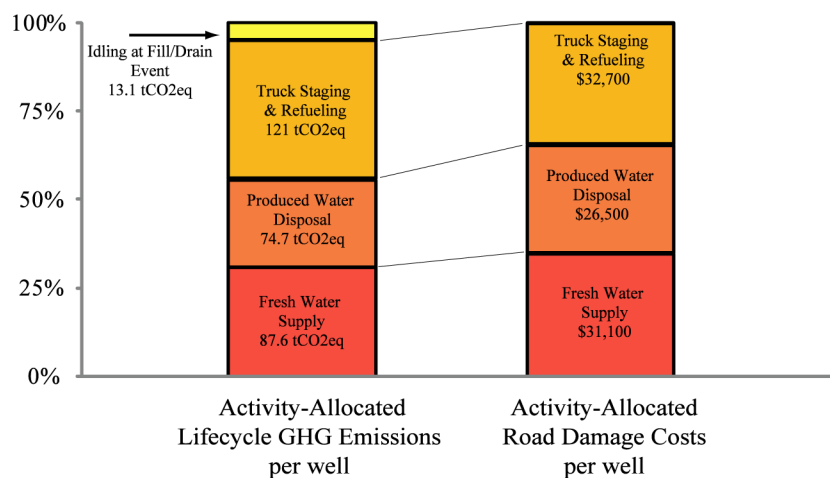 100%
75%
50%
25%
0%
Idling at Fill/Drain
Event
13.1 tCO2eq
Truck Staging
& Refueling
121 tCO2eq
Produced Water
Disposal
74.7 tCO2eq
Fresh Water
Supply
87.6 tCO2eq
Truck Staging
& Refueling
$32,700
Produced Water
Disposal
$26,500
Fresh Water
Supply
$31,100
Activity-Allocated
Lifecycle GHG Emissions
per well
Activity-Allocated
Road Damage Costs
per well